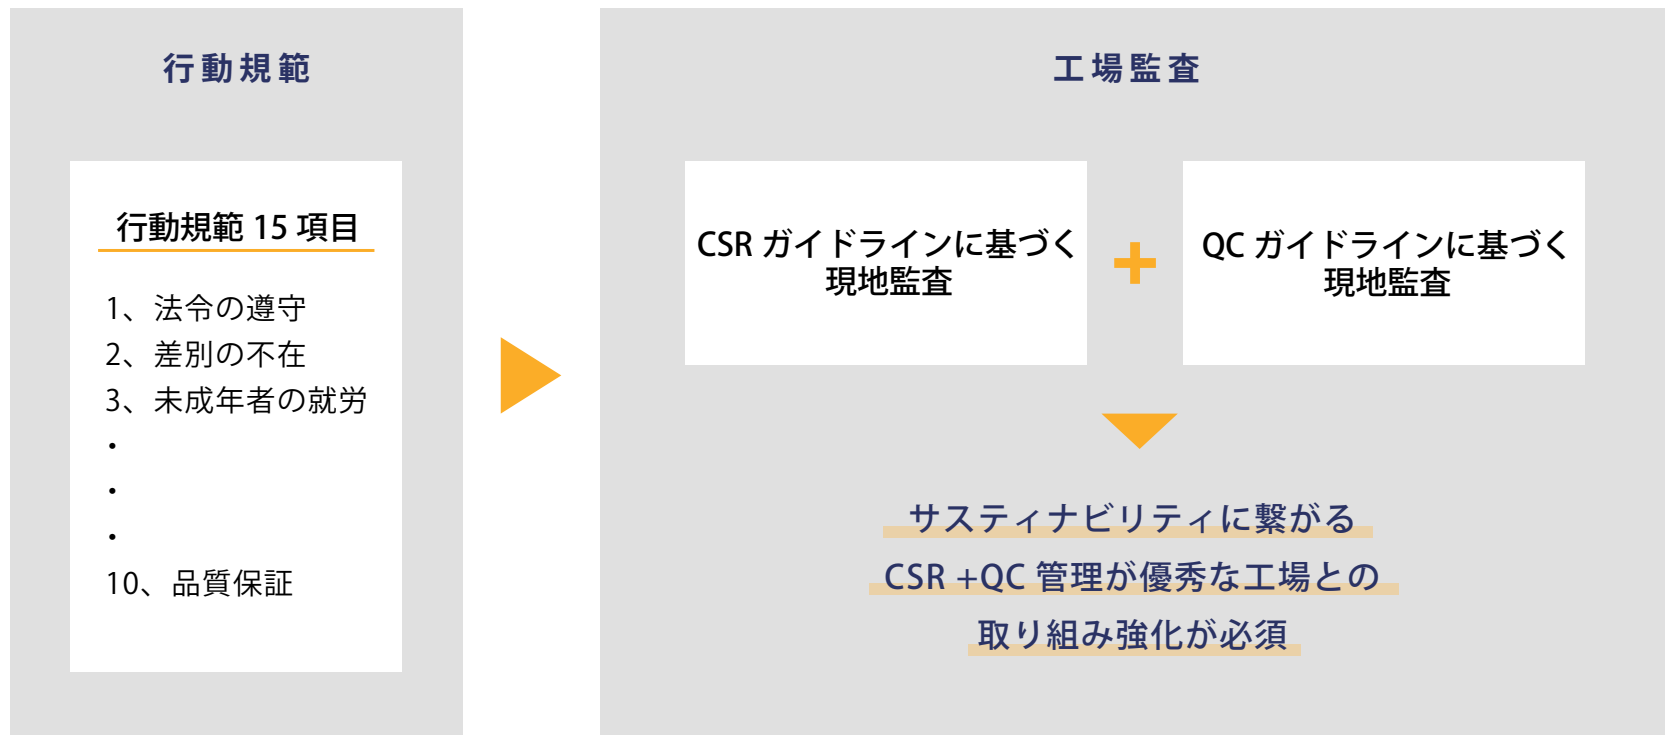 行動規範
行動規範 15 項目
1、法令の遵守
2、差別の不在
3、未成年者の就労
・
・
・
10、品質保証
工場監査
CSR ガイドラインに基づく
現地監査
+
QC ガイドラインに基づく
現地監査
サスティナビリティに繋がる
CSR +QC 管理が優秀な工場との
取り組み強化が必須